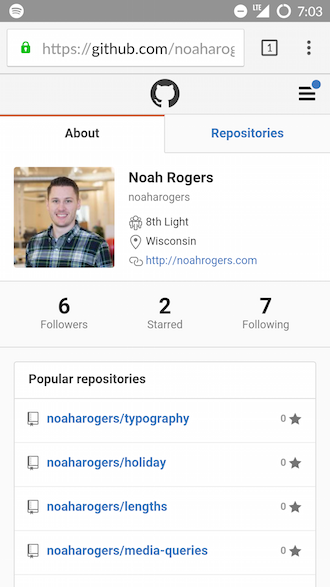 LTE 7:03
https://github.com/noaharog
1
About Repositories
Noah Rogers
noaharogers
8th Light
Wisconsin
http://noahrogers.com
6 2 7
Followers Starred Following
Popular repositories
noaharogers/typography 0
noaharogers/holiday 0
noaharogers/lengths 0
noaharogers/media-queries 0